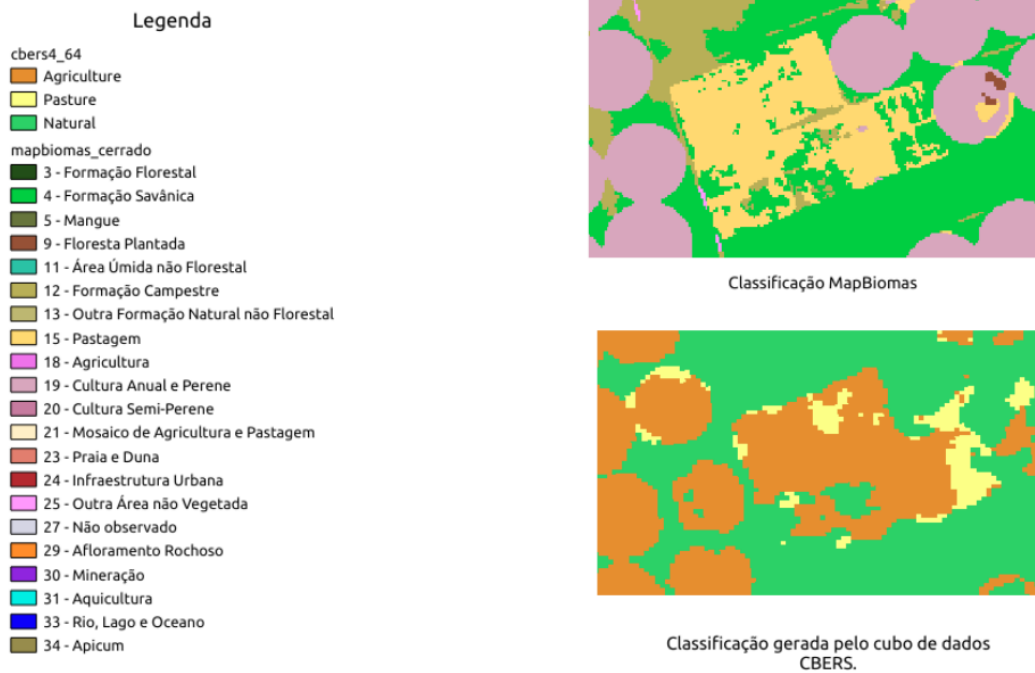 Legenda
cbers4_64
Agriculture
Pasture
Natural
mapbiomas_cerrado
3 - Formação Florestal
4 - Formação Savânica
5 - Mangue
9 - Floresta Plantada
11 - Área Úmida não Florestal
12 - Formação Campestre
13 - Outra Formação Natural não Florestal
15 - Pastagem
18 - Agricultura
19 - Cultura Anual e Perene
20 - Cultura Semi-Perene
21 - Mosaico de Agricultura e Pastagem
23 - Praia e Duna
24 - Infraestrutura Urbana
25 - Outra Área não Vegetada
27 - Não observado
29 - Afloramento Rochoso
30 - Mineração
31 - Aquicultura
33 - Rio, Lago e Oceano
34 - Apicum
Classificação MapBiomas
Classificação gerada pelo cubo de dados
CBERS.